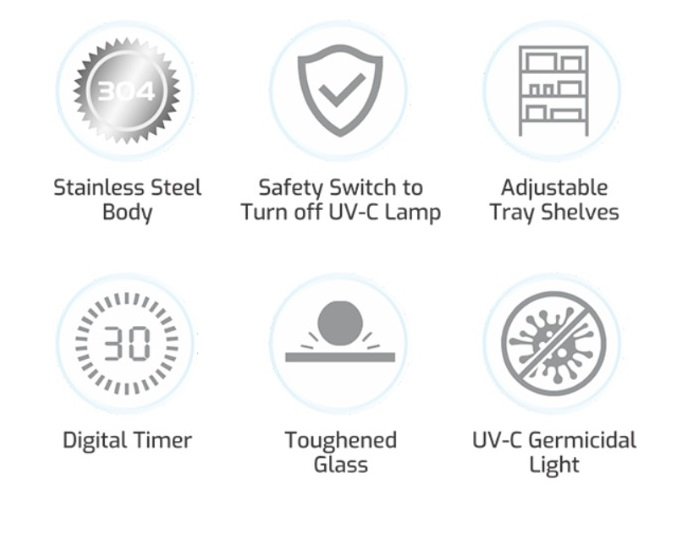 304
Stainless Steel
Body
Safety Switch to
Turn off UV-C Lamp
Adjustable
Tray Shelves
30
Digital Timer
Toughened
Glass
UV-C Germicidal
Light